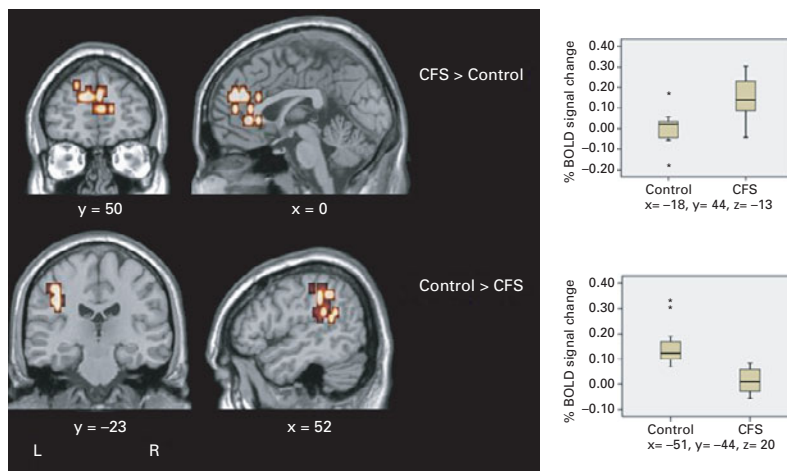 CFS > Control
y = 50
x = 0
Control > CFS
y = –23
x = 52
L
R
% BOLD signal change
0.40
0.30
0.20
0.10
0.00
–0.10
–0.20
*
*
Control
CFS
x= –18, y= 44, z= –13
% BOLD signal change
0.40
0.30
0.20
0.10
0.00
–0.10
*
*
Control
CFS
x= –51, y= –44, z= 20